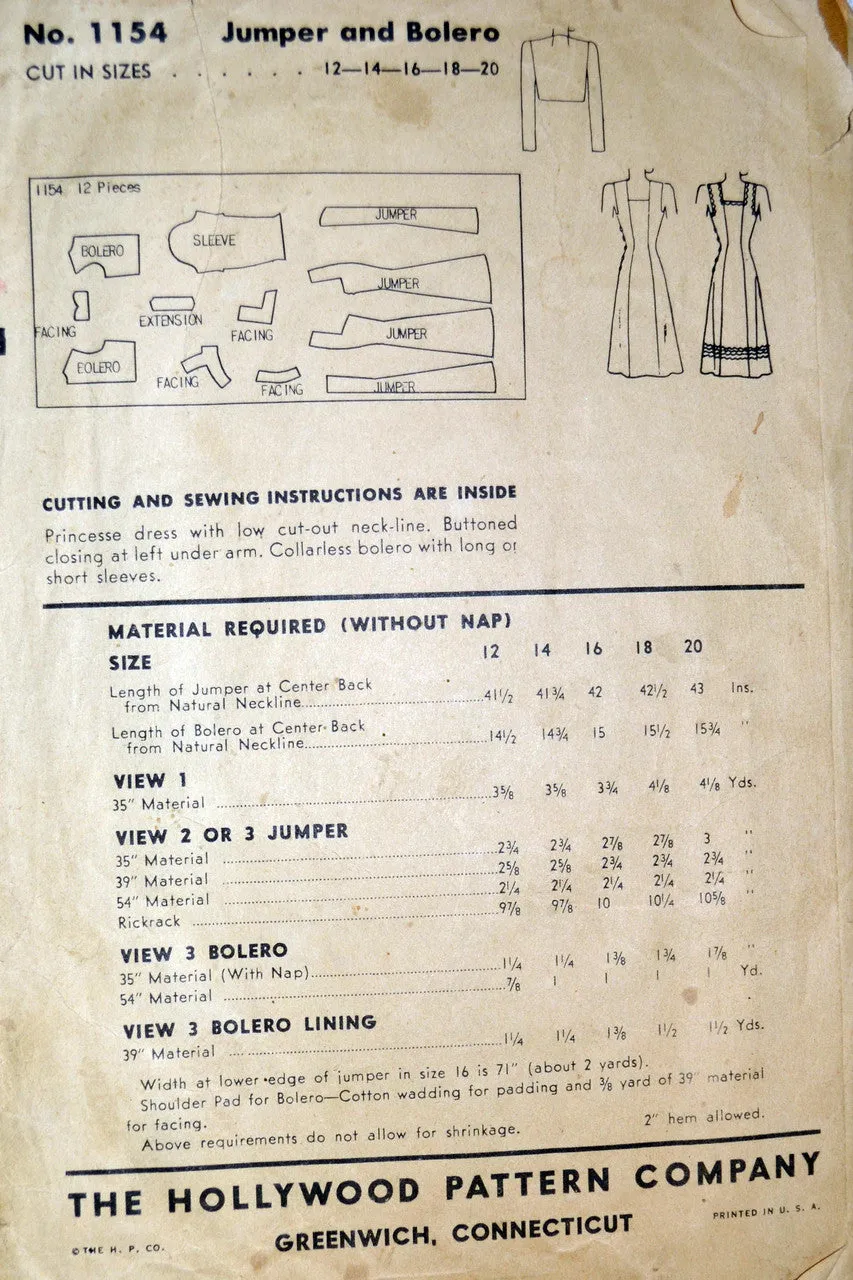 No. 1154 Jumper and Bolero
CUT IN SIZES . . . . . . 12—14—16—18—20
1154 12 Pieces
BOLERO
SLEEVE
JUMPER
JUMPER
FACING
EXTENSION
FACING
JUMPER
BOLERO
FACING
FACING
JUMPER
CUTTING AND SEWING INSTRUCTIONS ARE INSIDE
Princesse dress with low cut-out neck-line. Buttoned
closing at left under arm. Collarless bolero with long or
short sleeves.
MATERIAL REQUIRED (WITHOUT NAP)
SIZE 12 14 16 18 20
Length of Jumper at Center Back
from Natural Neckline 41½ 41¾ 42 42½ 43 Ins.
Length of Bolero at Center Back
from Natural Neckline 14½ 14¾ 15 15½ 15¾ "
VIEW 1
35" Material 3⅝ 3⅝ 3¾ 4⅛ 4⅛ Yds.
VIEW 2 OR 3 JUMPER
35" Material 2¾ 2¾ 2⅞ 2⅞ 3 "
39" Material 2⅝ 2⅝ 2¾ 2¾ 2¾ "
54" Material 2¼ 2¼ 2¼ 2¼ 2¼ "
Rickrack 9⅞ 9⅞ 10 10¼ 10⅝ "
VIEW 3 BOLERO
35" Material (With Nap) 1¼ 1¼ 1⅜ 1¾ 1⅞ "
54" Material ⅞ 1 1 1 1 Yd.
VIEW 3 BOLERO LINING
39" Material 1¼ 1¼ 1⅜ 1½ 1½ Yds.
Width at lower edge of jumper in size 16 is 71" (about 2 yards).
Shoulder Pad for Bolero—Cotton wadding for padding and ⅜ yard of 39" material
for facing.
Above requirements do not allow for shrinkage. 2" hem allowed.
THE HOLLYWOOD PATTERN COMPANY
GREENWICH, CONNECTICUT
© THE H. P. CO.
PRINTED IN U. S. A.